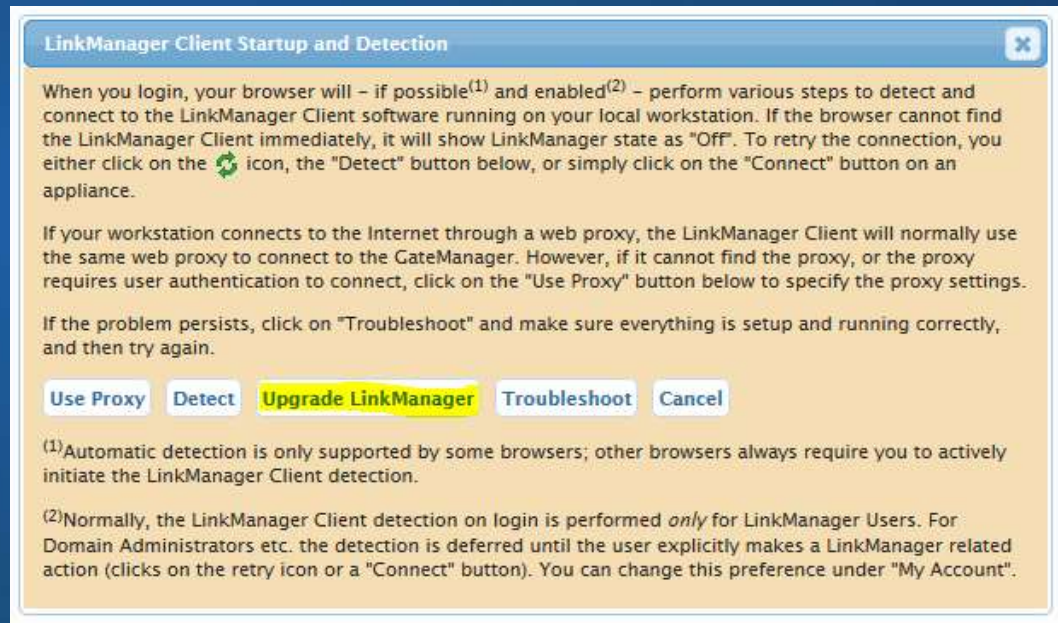 LinkManager Client Startup and Detection
When you login, your browser will – if possible(1) and enabled(2) – perform various steps to detect and
connect to the LinkManager Client software running on your local workstation. If the browser cannot find
the LinkManager Client immediately, it will show LinkManager state as "Off". To retry the connection, you
either click on the icon, the "Detect" button below, or simply click on the "Connect" button on an
appliance.
If your workstation connects to the Internet through a web proxy, the LinkManager Client will normally use
the same web proxy to connect to the GateManager. However, if it cannot find the proxy, or the proxy
requires user authentication to connect, click on the "Use Proxy" button below to specify the proxy settings.
If the problem persists, click on "Troubleshoot" and make sure everything is setup and running correctly,
and then try again.
Use Proxy Detect Upgrade LinkManager Troubleshoot Cancel
(1)Automatic detection is only supported by some browsers; other browsers always require you to actively
initiate the LinkManager Client detection.
(2)Normally, the LinkManager Client detection on login is performed only for LinkManager Users. For
Domain Administrators etc. the detection is deferred until the user explicitly makes a LinkManager related
action (clicks on the retry icon or a "Connect" button). You can change this preference under "My Account".